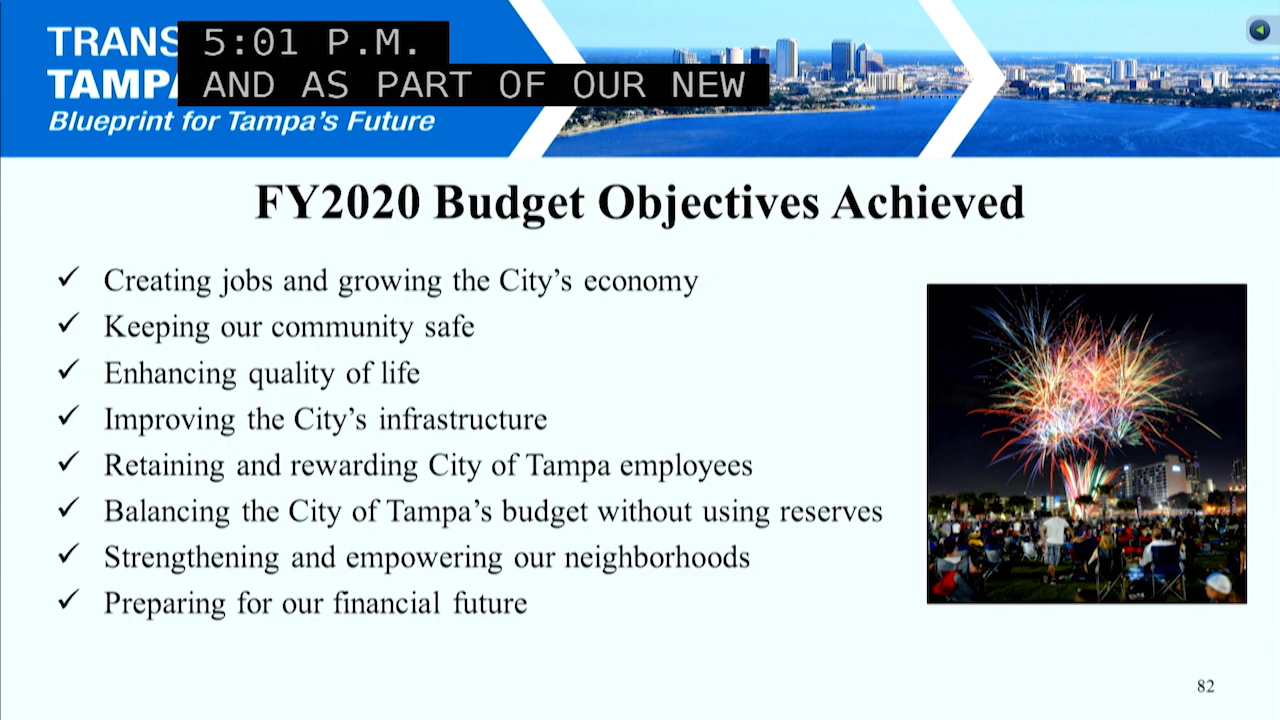 TRANS
5:01 P.M.
TAMPA
AND AS PART OF OUR NEW
Blueprint for Tampa's Future
FY2020 Budget Objectives Achieved
✓ Creating jobs and growing the City's economy
✓ Keeping our community safe
✓ Enhancing quality of life
✓ Improving the City's infrastructure
✓ Retaining and rewarding City of Tampa employees
✓ Balancing the City of Tampa's budget without using reserves
✓ Strengthening and empowering our neighborhoods
✓ Preparing for our financial future
82